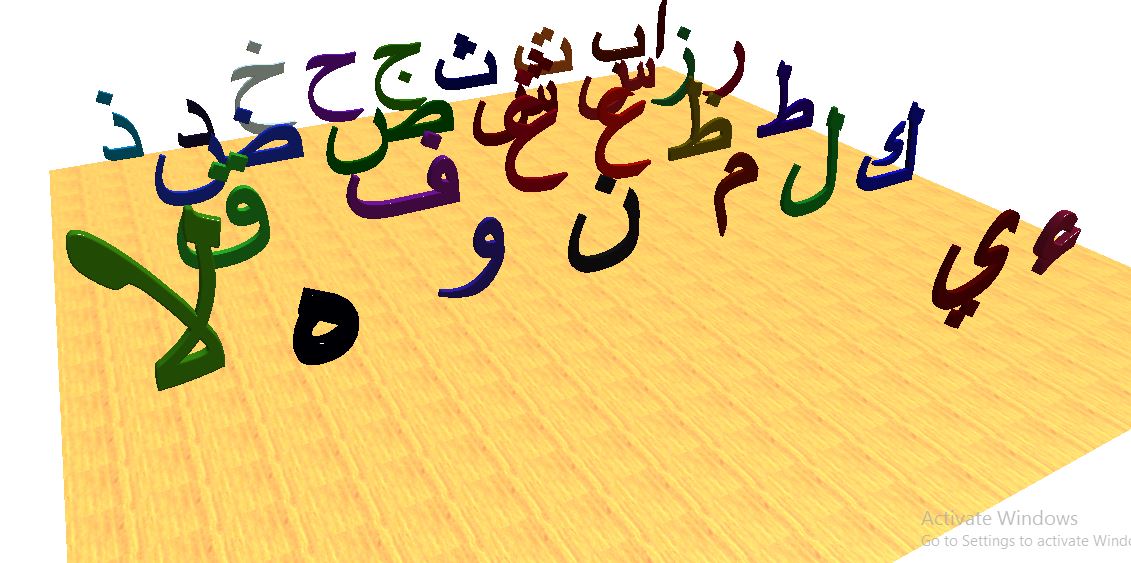 ا ب ت ث ج ح خ
ر ز س ش د ذ
ط ظ ع غ ص ض
ك ل م ن ف ق
ء ي و ه لا
Activate Windows
Go to Settings to activate Windo